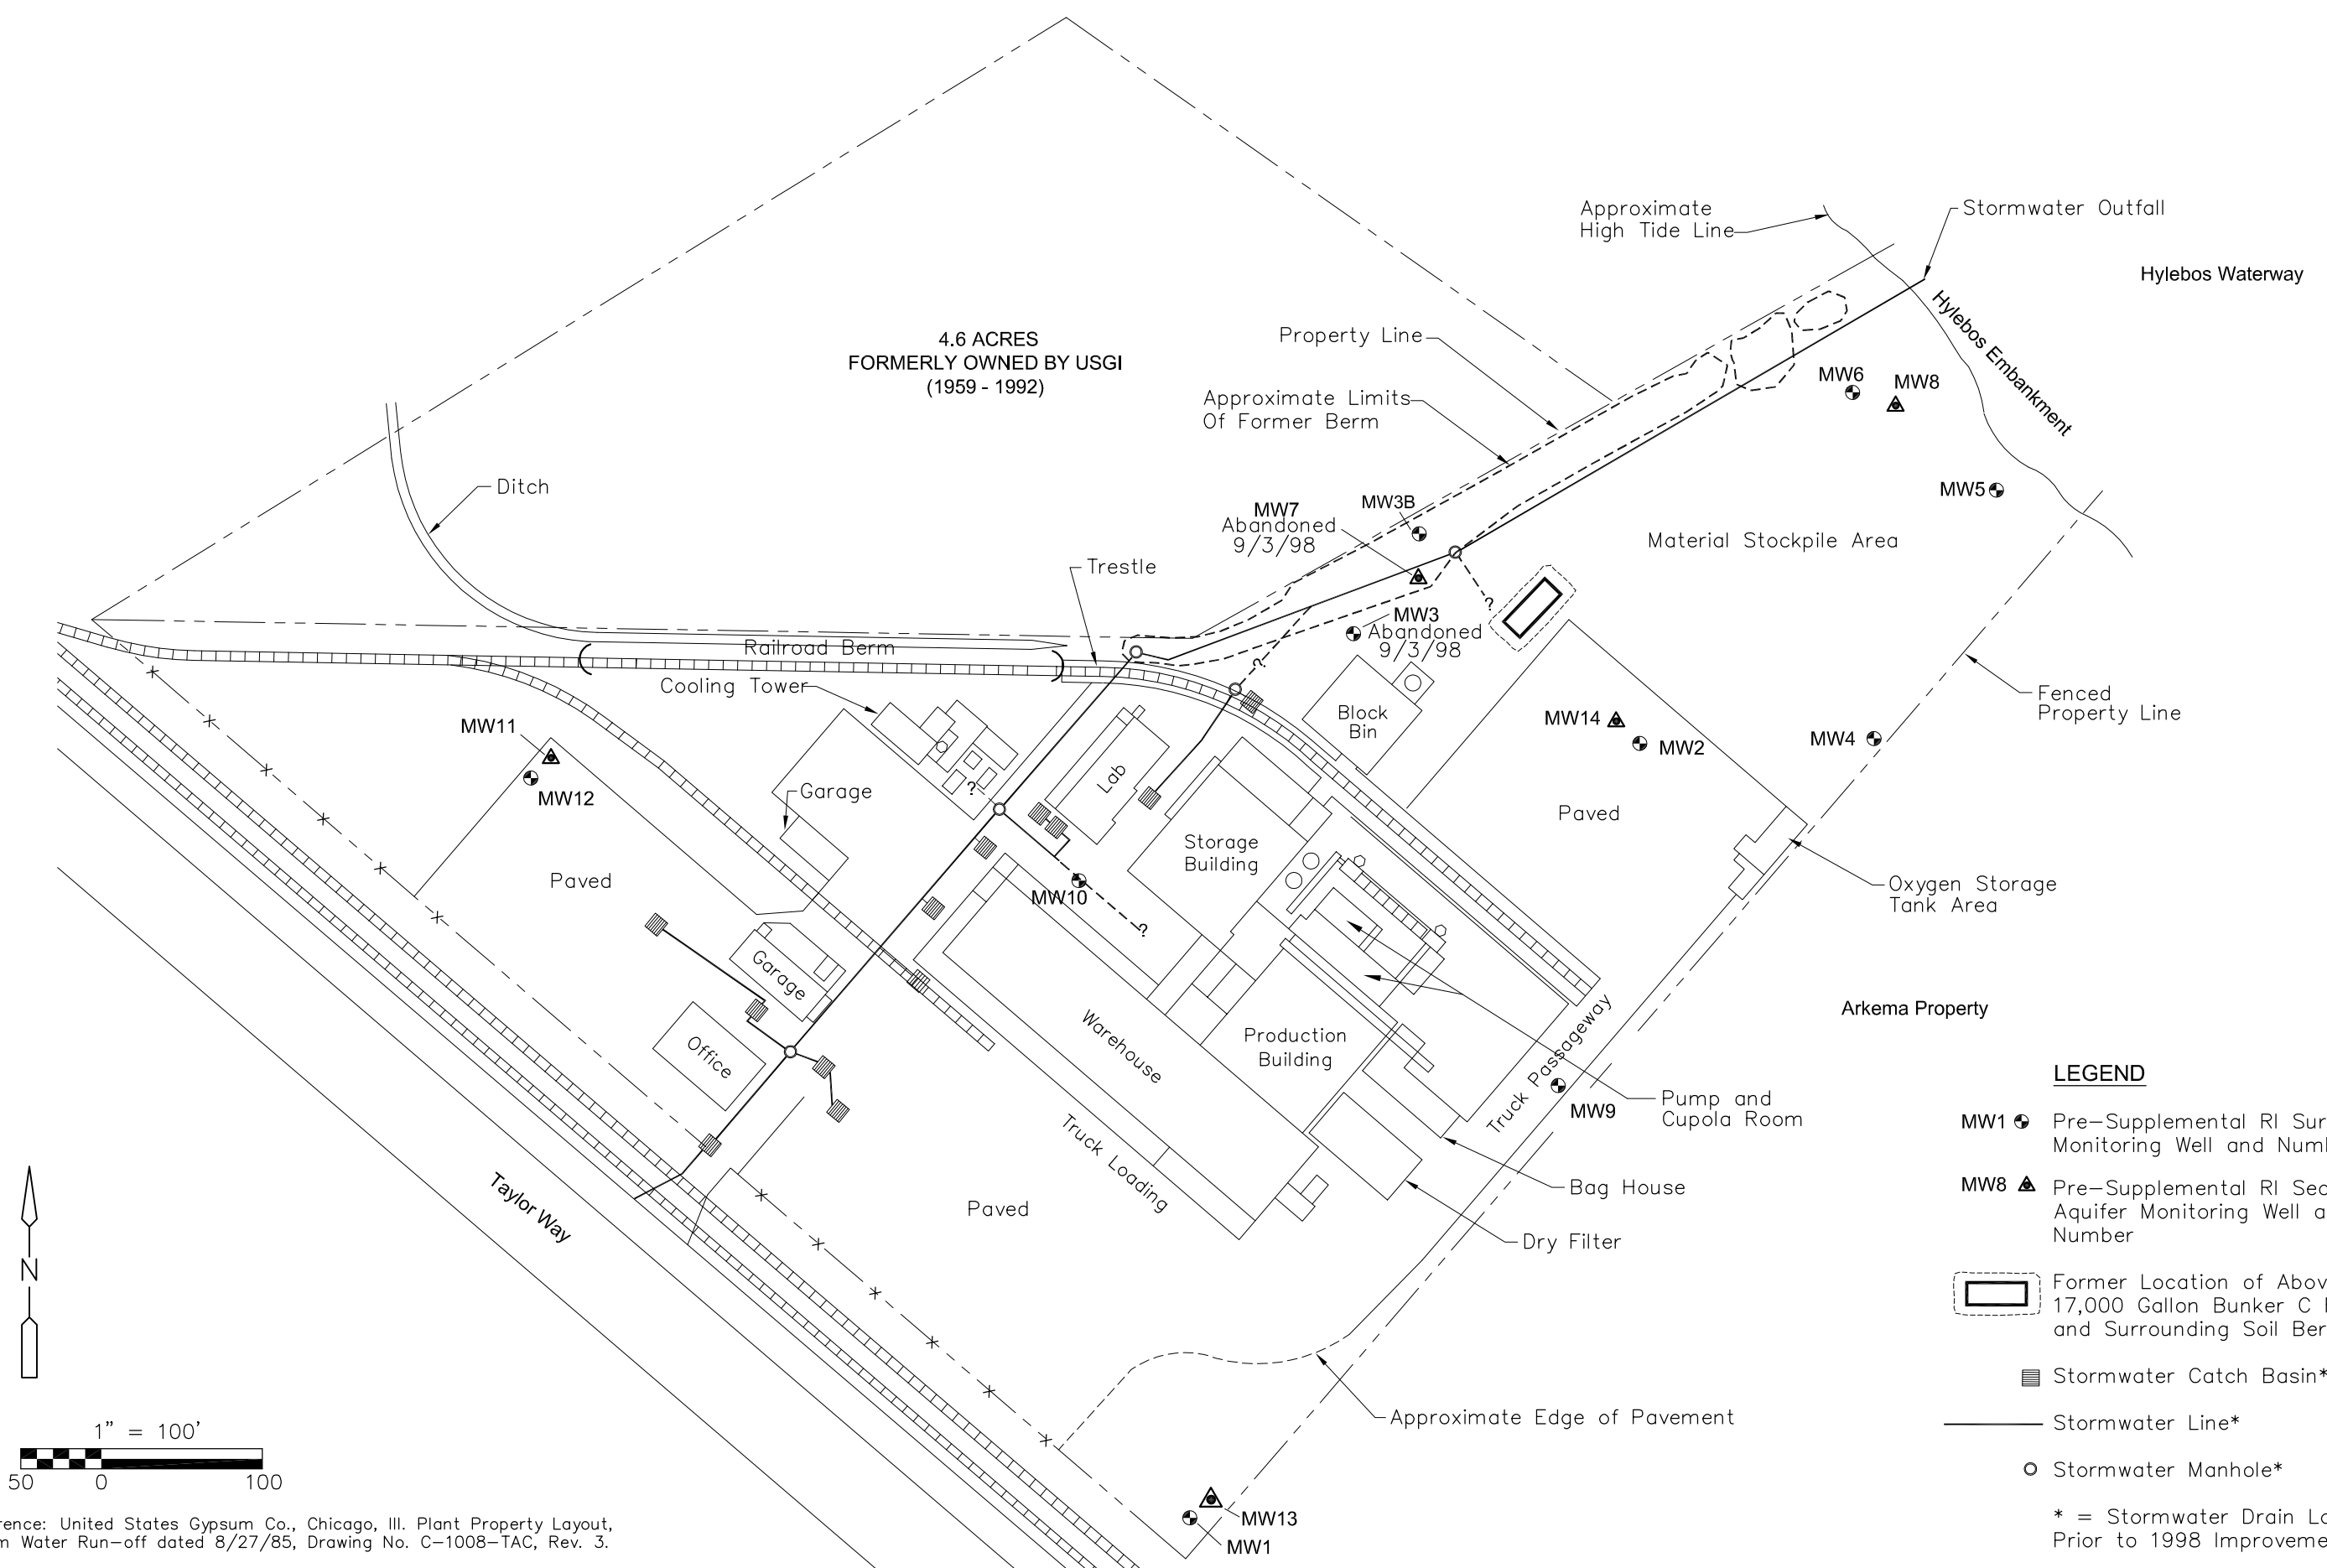 Approximate
High Tide Line
Stormwater Outfall
Hylebos Waterway
Hylebos Embankment
4.6 ACRES
FORMERLY OWNED BY USGI
(1959 - 1992)
Property Line
Approximate Limits
Of Former Berm
MW6
MW8
MW5
Ditch
MW7
Abandoned
9/3/98
MW3B
Material Stockpile Area
Trestle
?
MW3
Abandoned
9/3/98
Railroad Berm
?
Cooling Tower
Fenced
Property Line
Block
Bin
MW14
MW2
MW4
MW11
MW12
Lab
?
Garage
Paved
Storage
Building
Paved
MW10
?
Oxygen Storage
Tank Area
Garage
Office
Warehouse
Production
Building
Truck Passageway
Arkema Property
Pump and
Cupola Room
MW9
Truck Loading
Bag House
Taylor Way
Paved
Dry Filter
Approximate Edge of Pavement
MW13
MW1
N
1" = 100'
50 0 100
rence: United States Gypsum Co., Chicago, Ill. Plant Property Layout,
m Water Run-off dated 8/27/85, Drawing No. C-1008-TAC, Rev. 3.
LEGEND
MW1 Pre-Supplemental RI Sur
Monitoring Well and Num
MW8 Pre-Supplemental RI Sec
Aquifer Monitoring Well a
Number
Former Location of Abov
17,000 Gallon Bunker C
and Surrounding Soil Ber
Stormwater Catch Basin*
Stormwater Line*
Stormwater Manhole*
* = Stormwater Drain Lo
Prior to 1998 Improveme